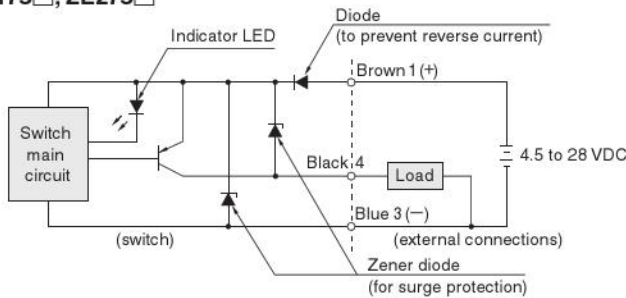 Diode
Indicator LED
(to prevent reverse current)
Brown 1 (+)
Switch
main
circuit
4.5 to 28 VDC
Black 4
Load
Blue 3 (−)
(switch)
(external connections)
Zener diode
(for surge protection)